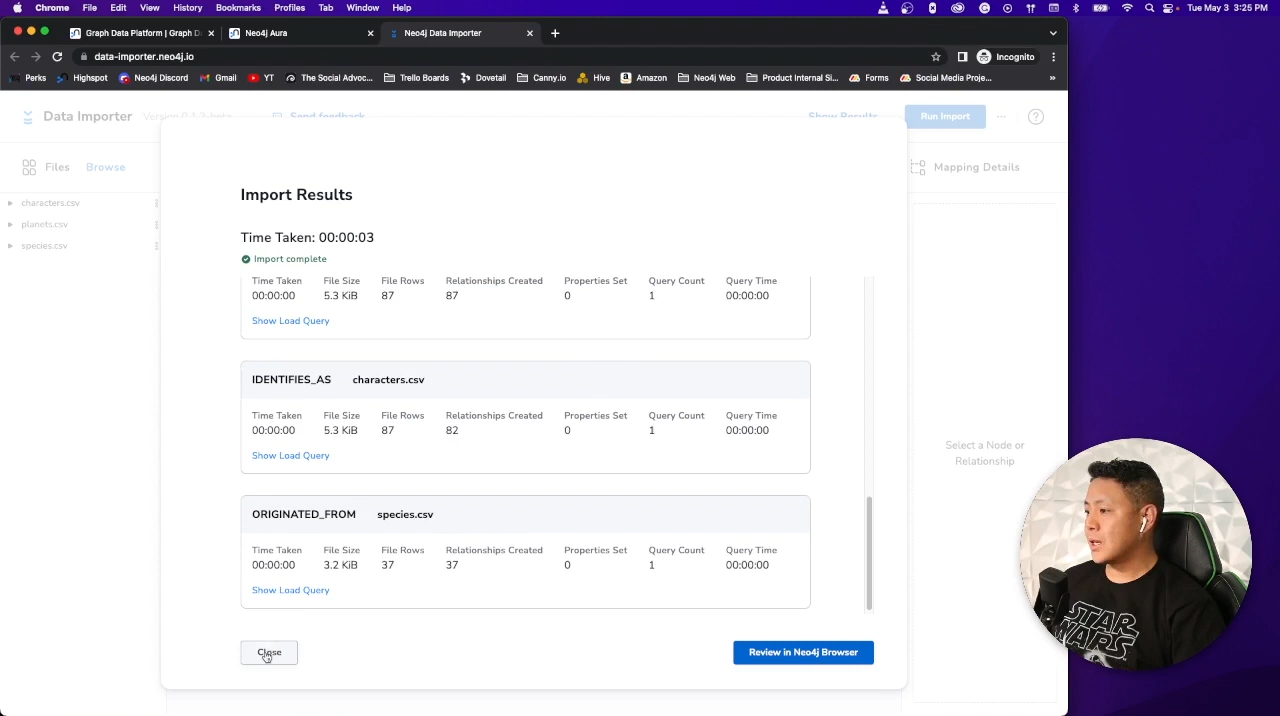 Chrome File Edit View History Bookmarks Profiles Tab Window Help Tue May 3 3:25 PM
Graph Data Platform | Graph D Neo4j Aura Neo4j Data Importer
data-importer.neo4j.io Incognito
Perks Highspot Neo4j Discord Gmail YT The Social Advoc... Trello Boards Dovetail Canny.io Hive Amazon Neo4j Web Product Internal Si... Forms Social Media Proje... »
Data Importer Send feedback Show Results Run Import ... ?
Files Browse Mapping Details
characters.csv
planets.csv
species.csv
Import Results
Time Taken: 00:00:03
Import complete
Time Taken File Size File Rows Relationships Created Properties Set Query Count Query Time
00:00:00 5.3 KiB 87 87 0 1 00:00:00
Show Load Query
IDENTIFIES_AS characters.csv
Time Taken File Size File Rows Relationships Created Properties Set Query Count Query Time
00:00:00 5.3 KiB 87 82 0 1 00:00:00
Show Load Query
ORIGINATED_FROM species.csv
Time Taken File Size File Rows Relationships Created Properties Set Query Count Query Time
00:00:00 3.2 KiB 37 37 0 1 00:00:00
Show Load Query
Close Review in Neo4j Browser
Select a Node or
Relationship
STAR
WARS